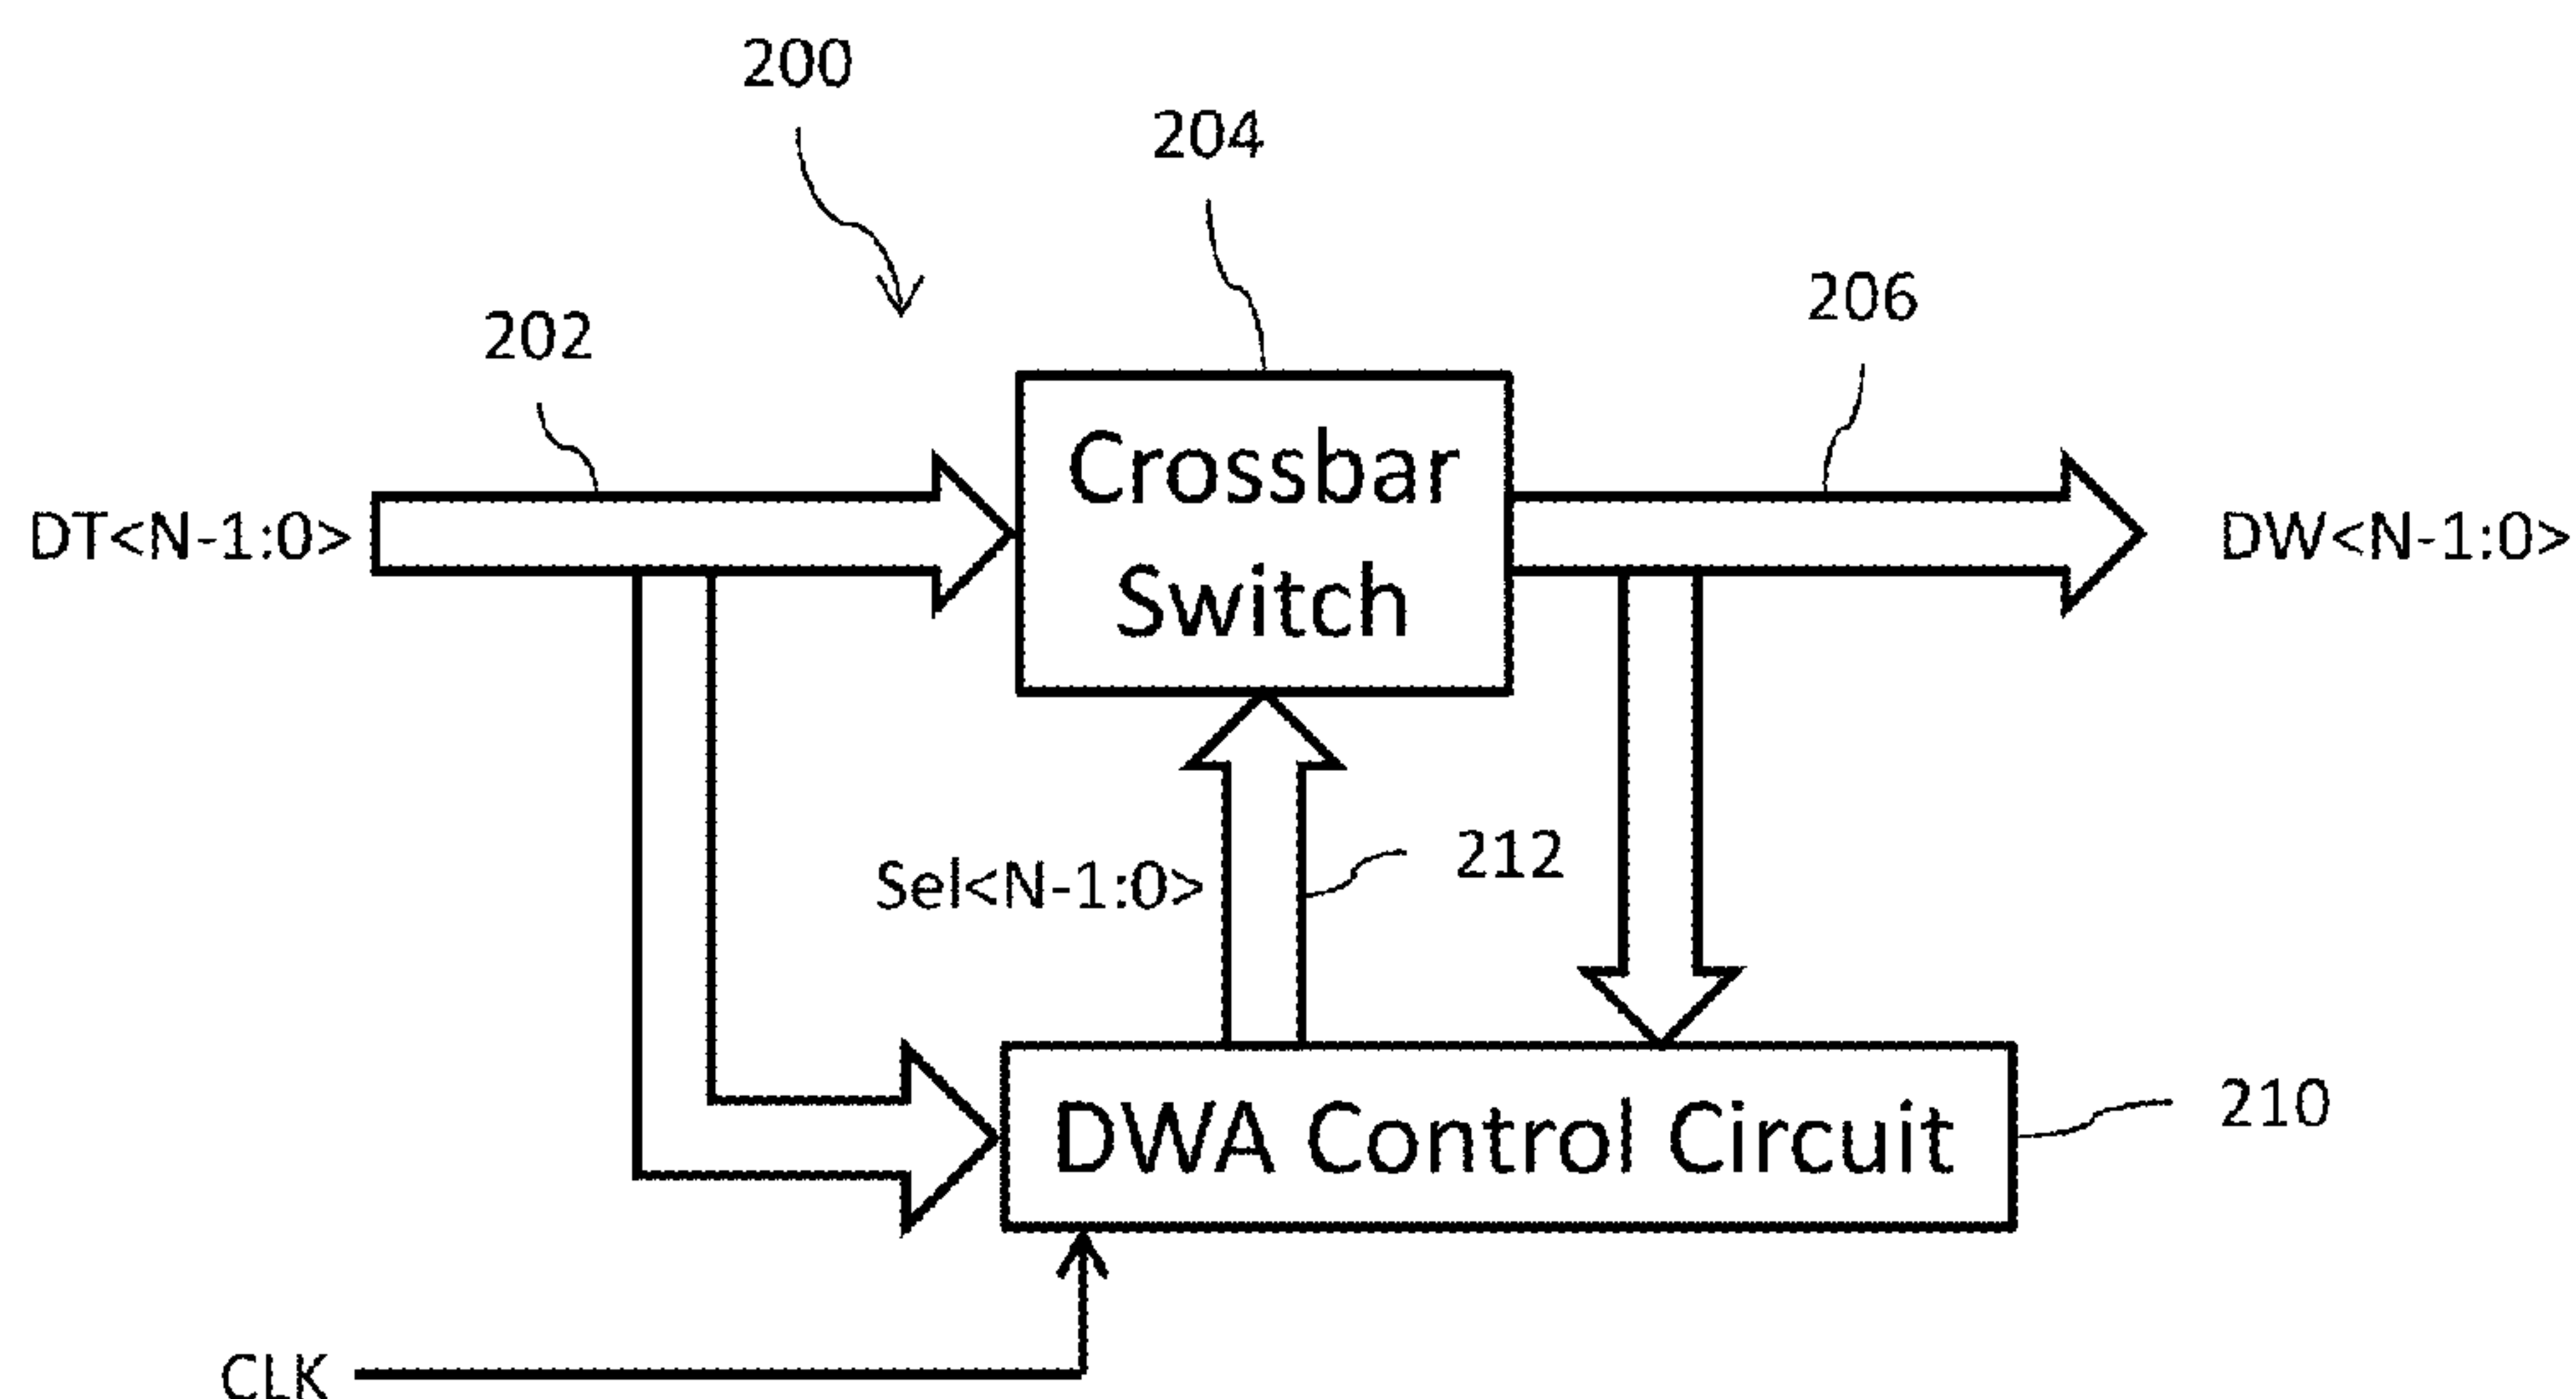 200
204
206
202
Crossbar
Switch
DT<N-1:0>
DW<N-1:0>
Sel<N-1:0>
212
DWA Control Circuit
210
CLK